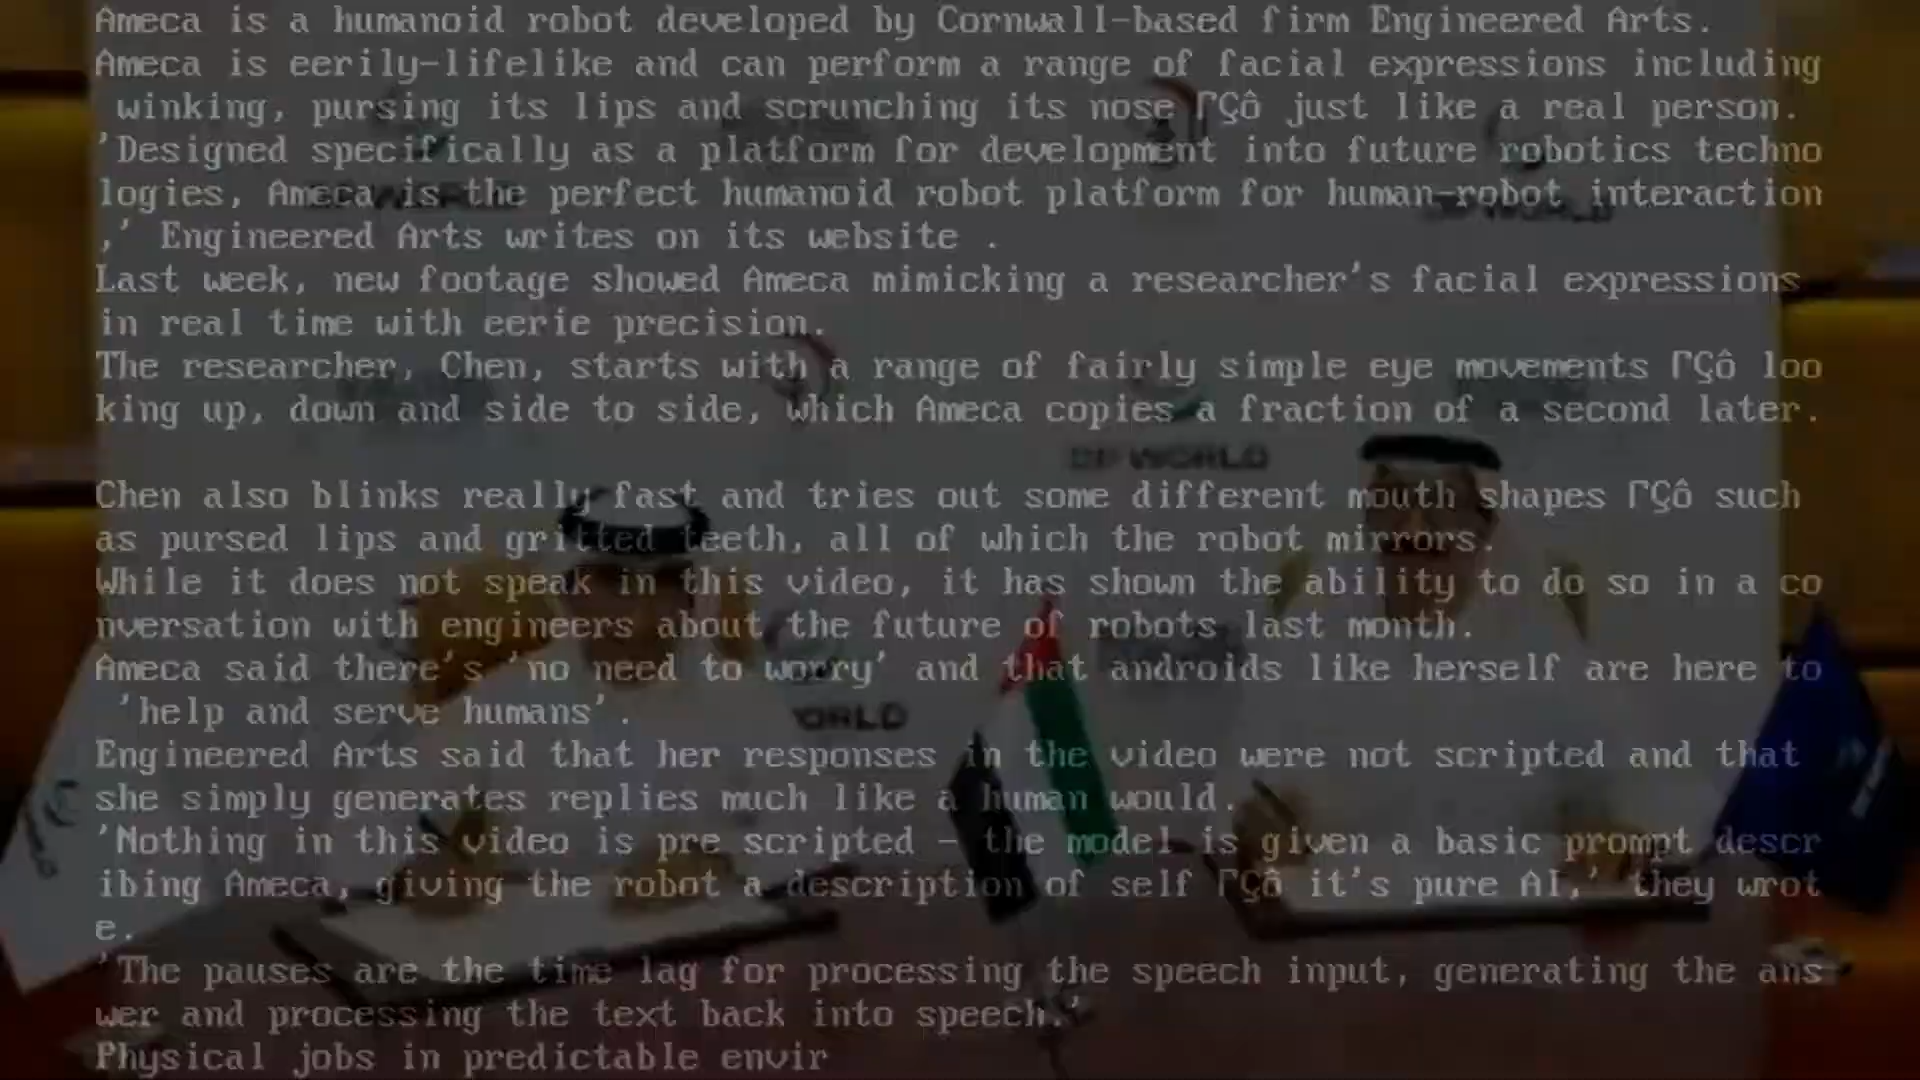 Ameca is a humanoid robot developed by Cornwall-based firm Engineered Arts.
Ameca is eerily-lifelike and can perform a range of facial expressions including
winking, pursing its lips and scrunching its nose ΓÇô just like a real person.
'Designed specifically as a platform for development into future robotics techno
logies, Ameca is the perfect humanoid robot platform for human-robot interaction
,' Engineered Arts writes on its website .
Last week, new footage showed Ameca mimicking a researcher's facial expressions
in real time with eerie precision.
The researcher, Chen, starts with a range of fairly simple eye movements ΓÇô loo
king up, down and side to side, which Ameca copies a fraction of a second later.
DP WORLD
Chen also blinks really fast and tries out some different mouth shapes ΓÇô such
as pursed lips and gritted teeth, all of which the robot mirrors.
While it does not speak in this video, it has shown the ability to do so in a co
nversation with engineers about the future of robots last month.
Ameca said there's 'no need to worry' and that androids like herself are here to
'help and serve humans'.
WORLD
Engineered Arts said that her responses in the video were not scripted and that
she simply generates replies much like a human would.
'Nothing in this video is pre scripted - the model is given a basic prompt descr
ibing Ameca, giving the robot a description of self ΓÇô it's pure AI,' they wrot
e.
'The pauses are the time lag for processing the speech input, generating the ans
wer and processing the text back into speech.'
Physical jobs in predictable envir